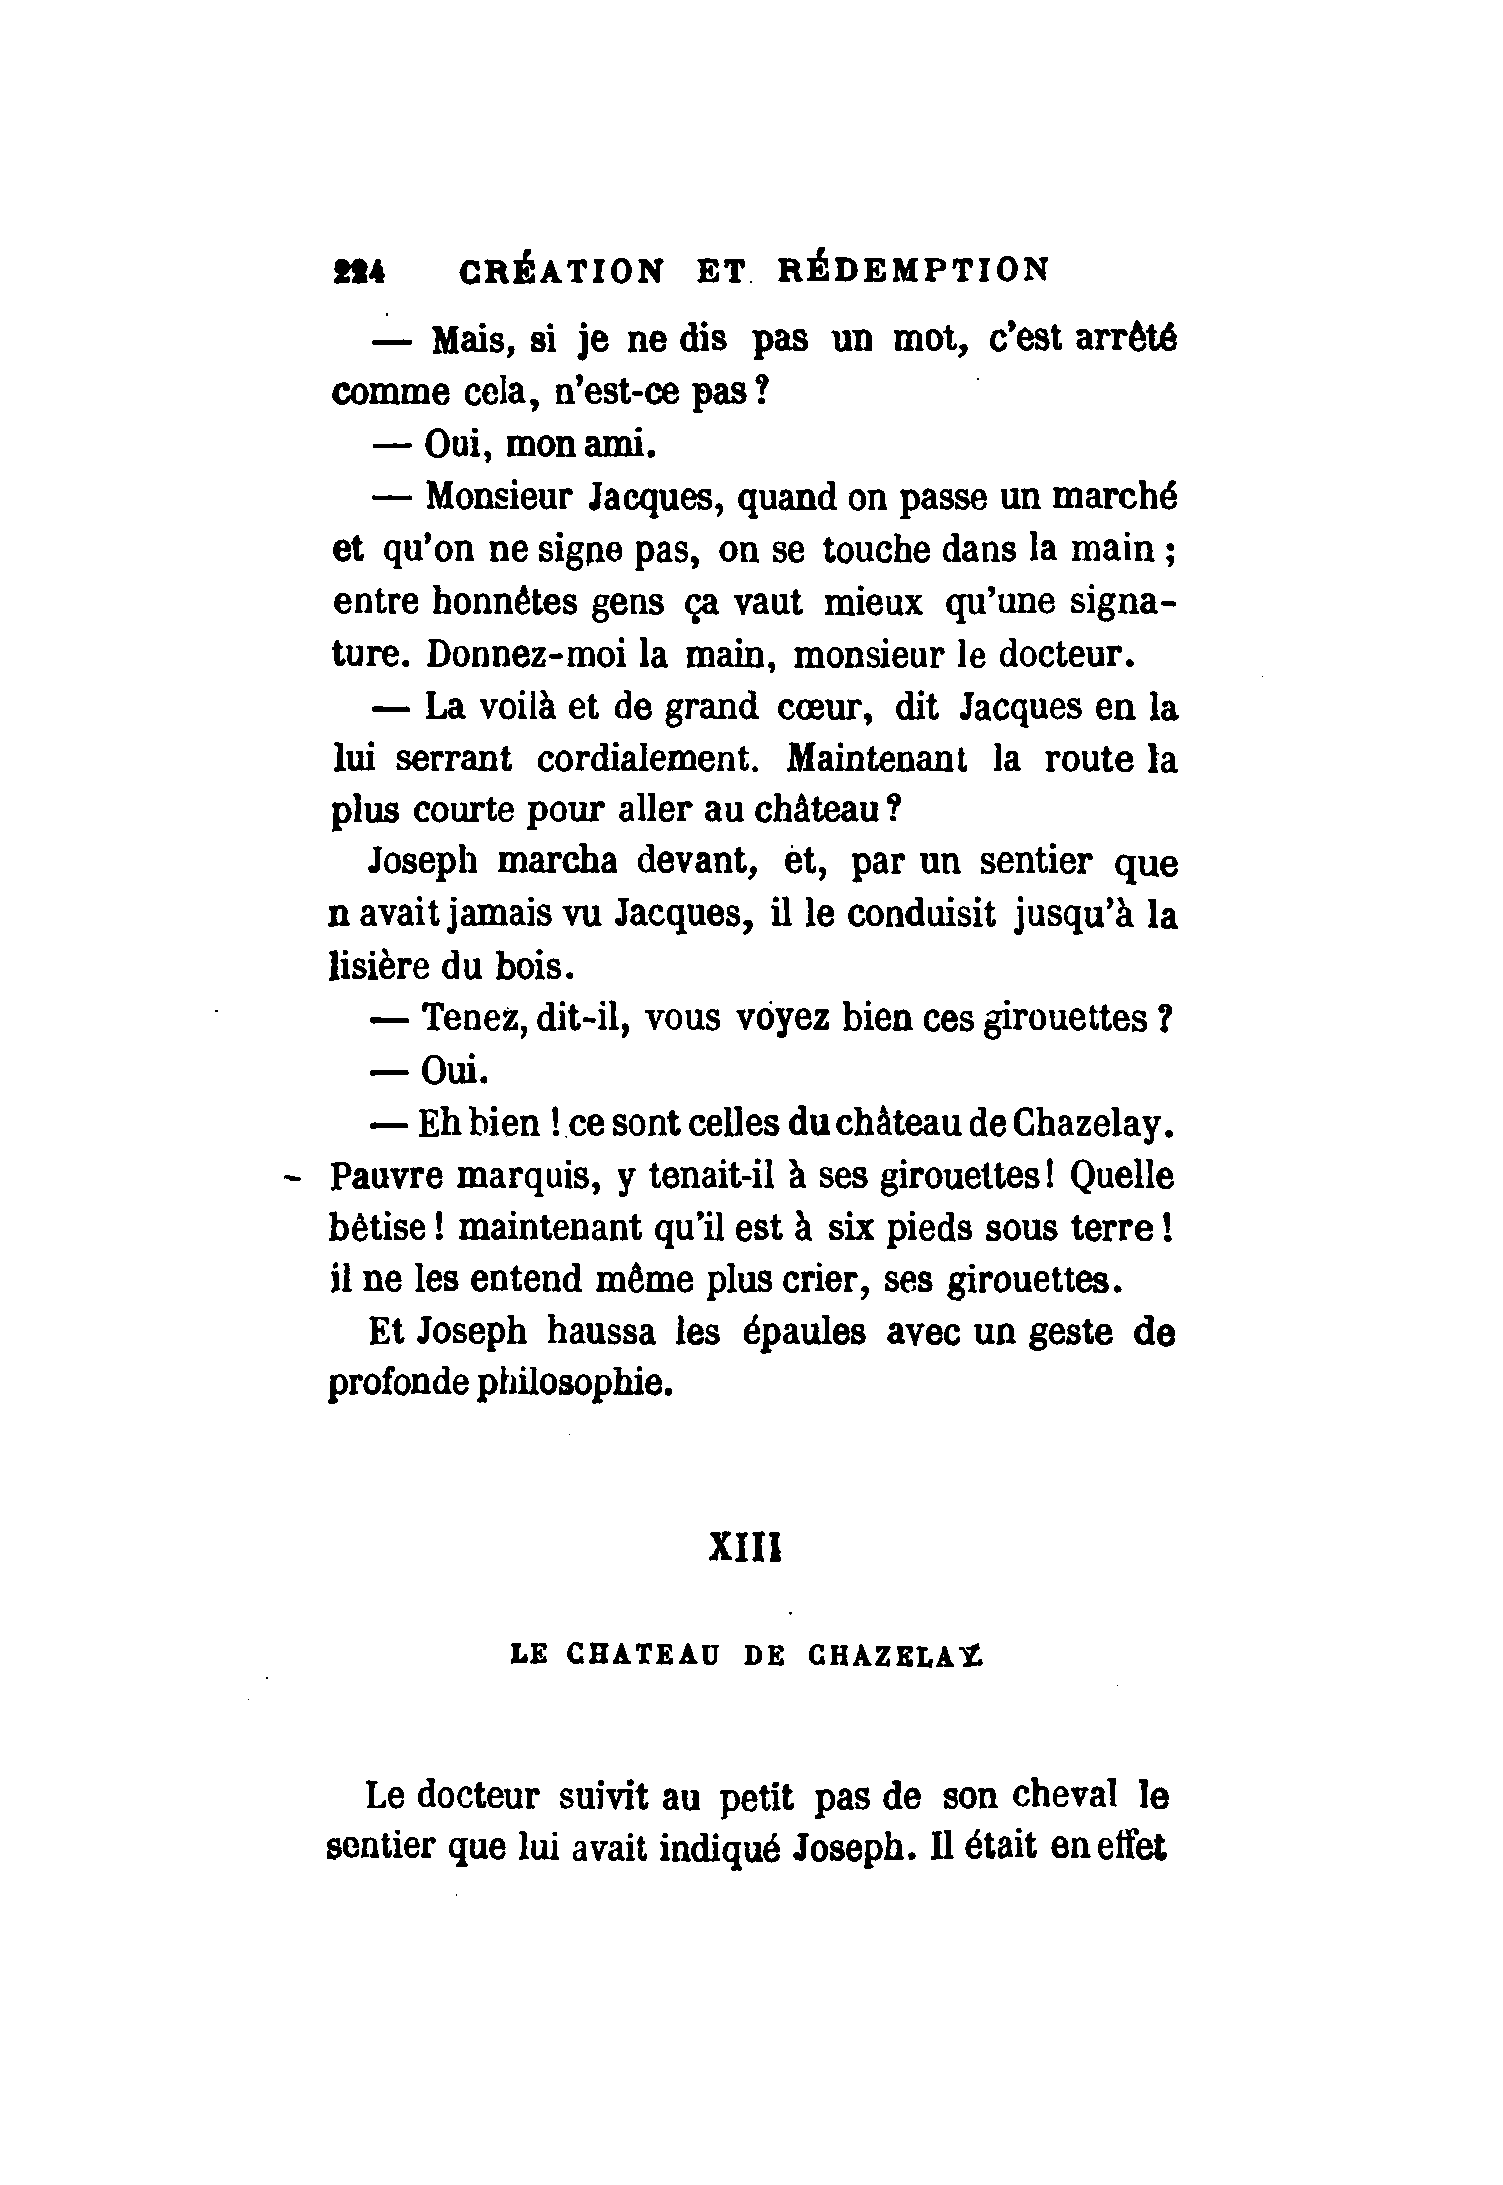 224 CRÉATION ET RÉDEMPTION
— Mais, si je ne dis pas un mot, c'est arrêté
comme cela, n'est-ce pas ?
— Oui, mon ami.
— Monsieur Jacques, quand on passe un marché
et qu'on ne signe pas, on se touche dans la main ;
entre honnêtes gens ça vaut mieux qu'une signa-
ture. Donnez-moi la main, monsieur le docteur.
— La voilà et de grand cœur, dit Jacques en la
lui serrant cordialement. Maintenant la route la
plus courte pour aller au château ?
Joseph marcha devant, et, par un sentier que
n avait jamais vu Jacques, il le conduisit jusqu'à la
lisière du bois.
— Tenez, dit-il, vous voyez bien ces girouettes ?
— Oui.
— Eh bien ! ce sont celles du château de Chazelay.
Pauvre marquis, y tenait-il à ses girouettes ! Quelle
bêtise ! maintenant qu'il est à six pieds sous terre !
il ne les entend même plus crier, ses girouettes.
Et Joseph haussa les épaules avec un geste de
profonde philosophie.
XIII
LE CHATEAU DE CHAZELAY
Le docteur suivit au petit pas de son cheval le
sentier que lui avait indiqué Joseph. Il était en effet